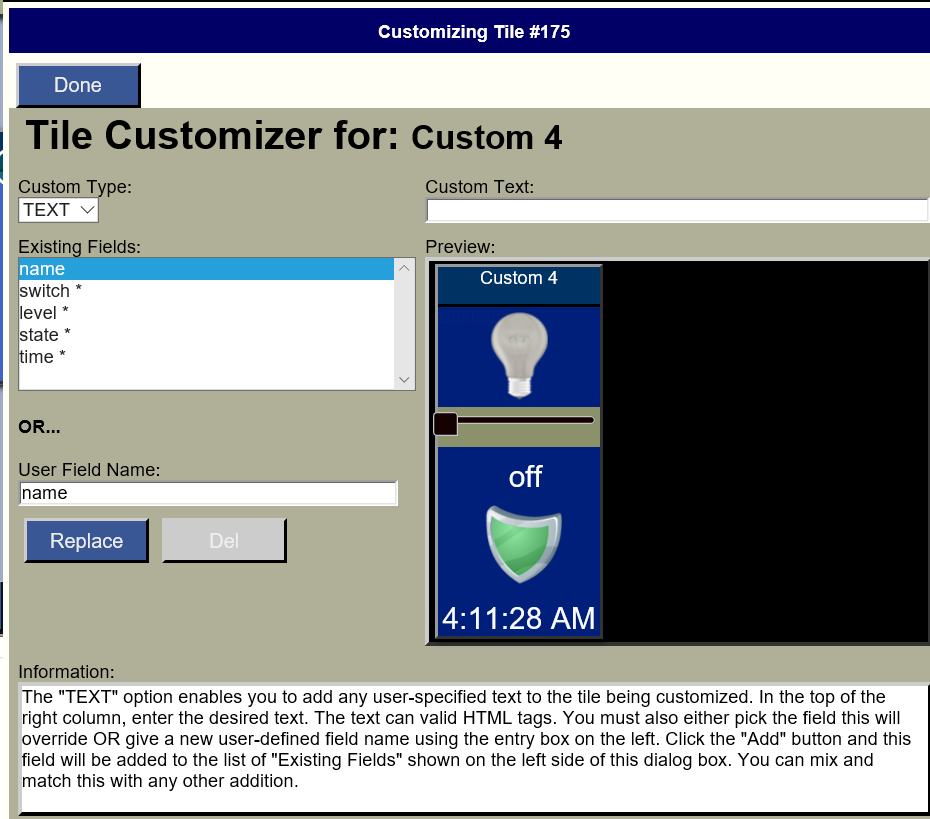 Customizing Tile #175
Done
Tile Customizer for: Custom 4
Custom Type:
TEXT
Custom Text:
Existing Fields:
name
switch *
level *
state *
time *
OR...
User Field Name:
name
Replace
Del
Preview:
Custom 4
off
4:11:28 AM
Information:
The "TEXT" option enables you to add any user-specified text to the tile being customized. In the top of the
right column, enter the desired text. The text can valid HTML tags. You must also either pick the field this will
override OR give a new user-defined field name using the entry box on the left. Click the "Add" button and this
field will be added to the list of "Existing Fields" shown on the left side of this dialog box. You can mix and
match this with any other addition.